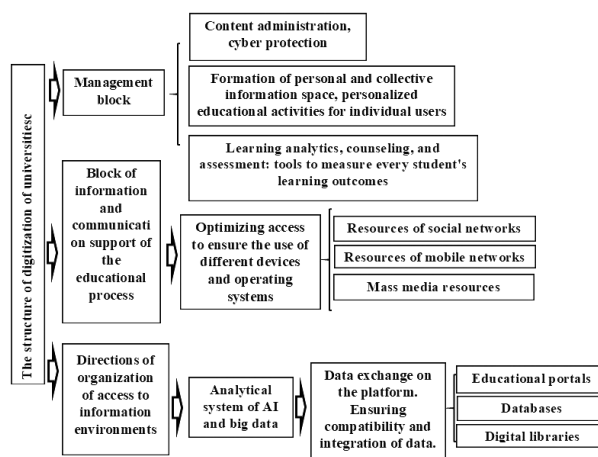 The structure of digitization of universitiesc
Management
block
Content administration,
cyber protection
Formation of personal and collective
information space, personalized
educational activities for individual users
Learning analytics, counseling, and
assessment: tools to measure every student's
learning outcomes
Block of
information
and
communicati
on support of
the
educational
process
Optimizing access
to ensure the use of
different devices
and operating
systems
Resources of social networks
Resources of mobile networks
Mass media resources
Directions of
organization
of access to
information
environments
Analytical
system of AI
and big data
Data exchange on
the platform.
Ensuring
compatibility and
integration of data.
Educational portals
Databases
Digital libraries